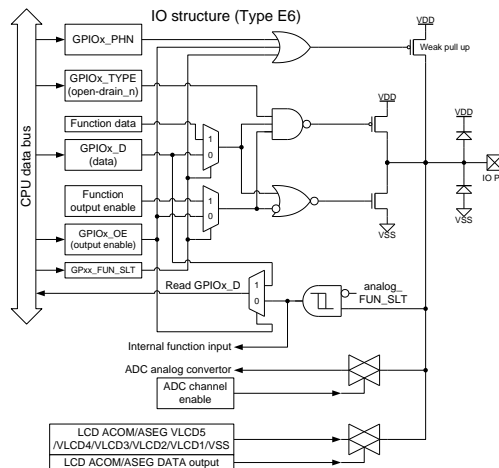 IO structure (Type E6)
GPIOx_PHN
VDD
Weak pull up
GPIOx_TYPE
(open-drain_n)
Function data
GPIOx_D
(data)
1
0
VDD
VDD
CPU data bus
Function
output enable
1
0
IO P
GPIOx_OE
(output enable)
VSS
VSS
GPxx_FUN_SLT
Read GPIOx_D
1
0
analog_
FUN_SLT
Internal function input
ADC analog convertor
ADC channel
enable
LCD ACOM/ASEG VLCD5
/VLCD4/VLCD3/VLCD2/VLCD1/VSS
LCD ACOM/ASEG DATA output